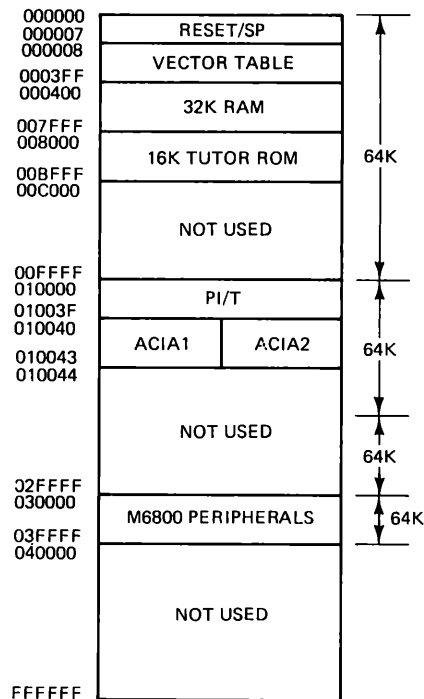 000000
RESET/SP
000007
000008
VECTOR TABLE
0003FF
000400
32K RAM
007FFF
008000
16K TUTOR ROM
64K
00BFFF
00C000
NOT USED
00FFFF
010000
PI/T
01003F
010040
ACIA1 ACIA2
64K
010043
010044
NOT USED
64K
02FFFF
030000
M6800 PERIPHERALS
64K
03FFFF
040000
NOT USED
FFFFFF